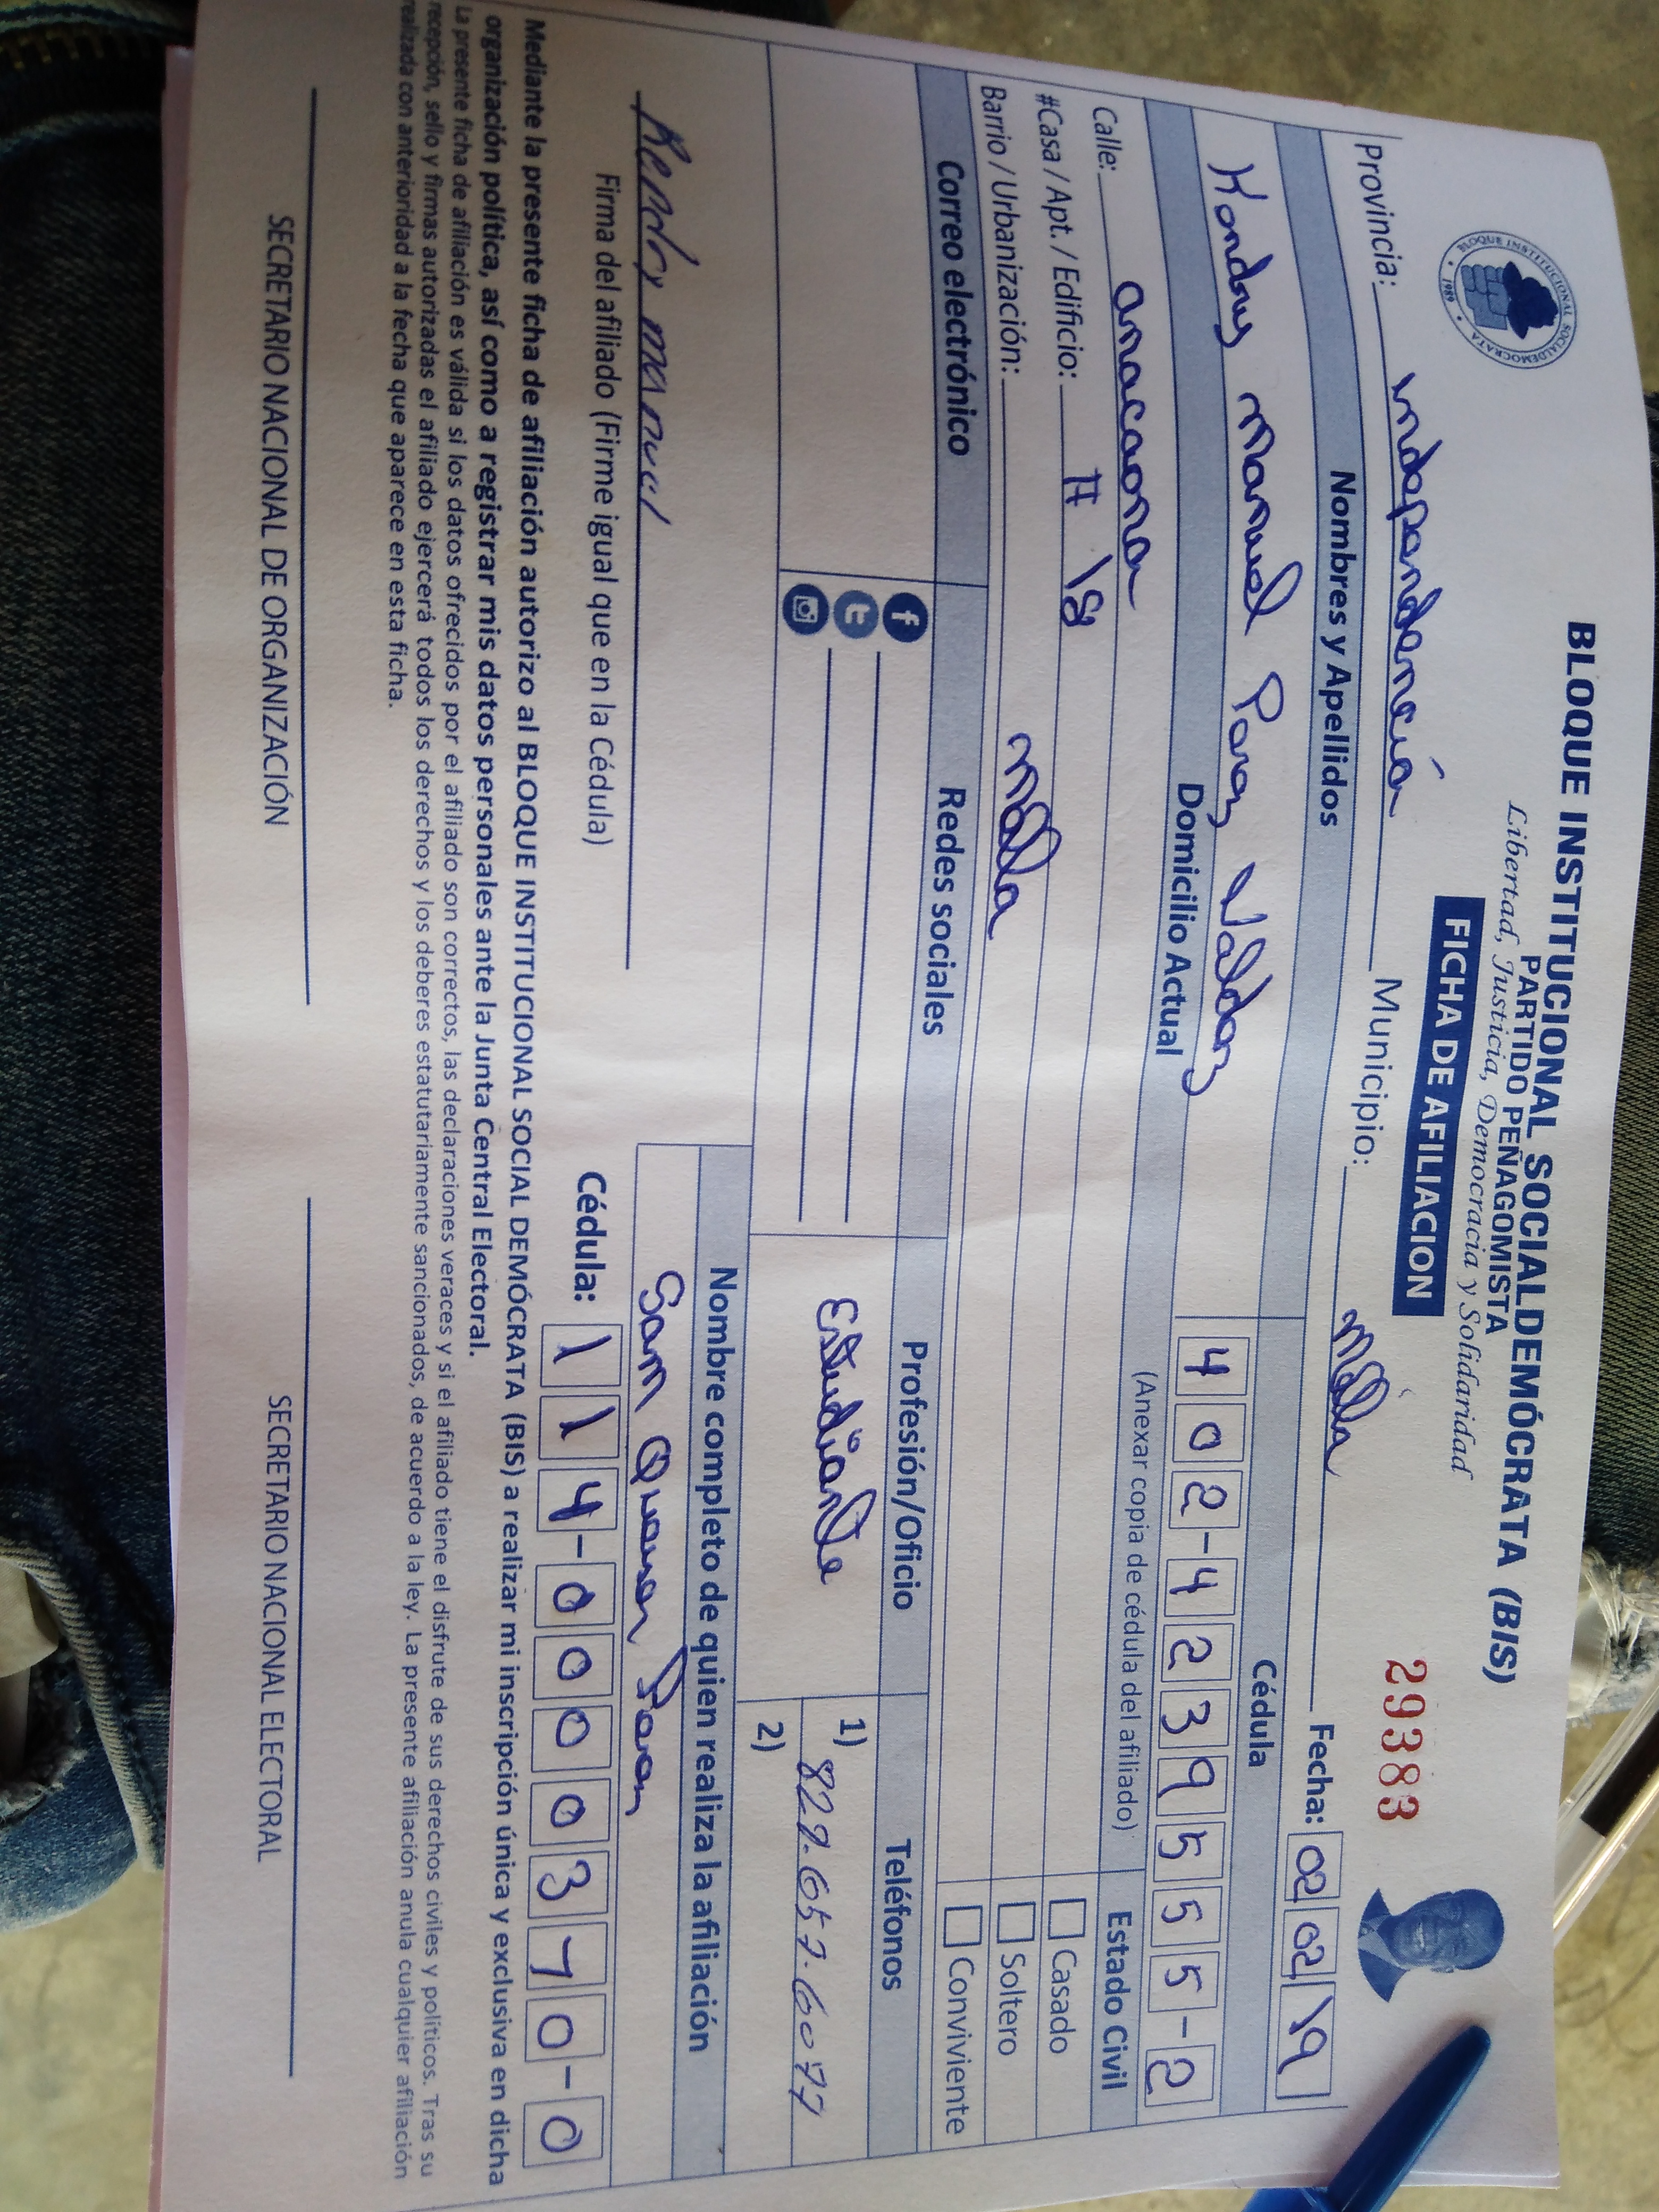 BLOQUE INSTITUCIONAL SOCIALDEMOCRATA
1989
BLOQUE INSTITUCIONAL SOCIALDEMÓCRATA (BIS)
PARTIDO PEÑAGOMISTA
Libertad, Justicia, Democracia y Solidaridad
FICHA DE AFILIACION
29383
Provincia: Independencia Municipio: Mella Fecha: 02 02 19
Nombres y Apellidos Cédula
Kendry manuel Perez Valdez 402-4239555-2
(Anexar copia de cédula del afiliado)
Domicilio Actual Estado Civil
Calle: anacaona
#Casa / Apt. / Edificio: # 18 Casado
Barrio / Urbanización: Mella Soltero
Conviviente
Correo electrónico Redes sociales Profesión/Oficio Teléfonos
Estudiante 1) 829.657.6077
2)
Nombre completo de quien realiza la afiliación
Kendry manuel Perez
Firma del afiliado (Firme igual que en la Cédula) Cédula: 114-0000370-0
Mediante la presente ficha de afiliación autorizo al BLOQUE INSTITUCIONAL SOCIAL DEMÓCRATA (BIS) a realizar mi inscripción única y exclusiva en dicha
organización política, así como a registrar mis datos personales ante la Junta Central Electoral.
La presente ficha de afiliación es válida si los datos ofrecidos por el afiliado son correctos, las declaraciones veraces y si el afiliado tiene el disfrute de sus derechos civiles y políticos. Tras su
recepción, sello y firmas autorizadas el afiliado ejercerá todos los derechos y los deberes estatutariamente sancionados, de acuerdo a la ley. La presente afiliación anula cualquier afiliación
realizada con anterioridad a la fecha que aparece en esta ficha.
SECRETARIO NACIONAL DE ORGANIZACIÓN SECRETARIO NACIONAL ELECTORAL